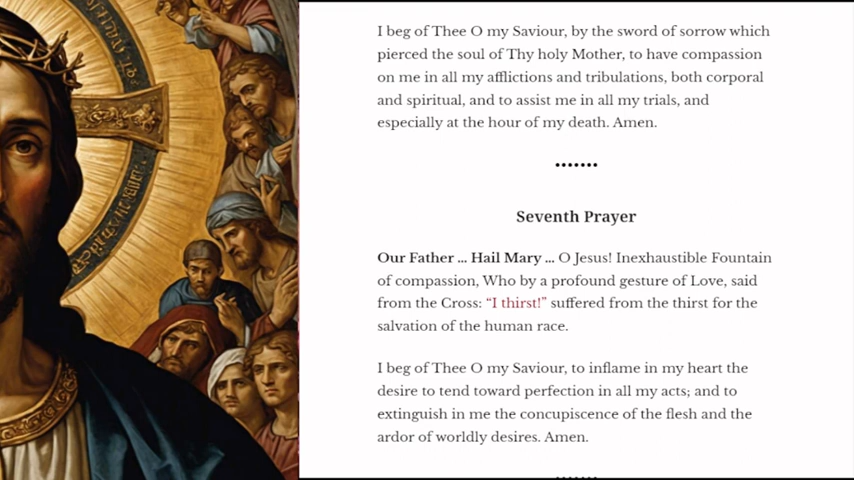 I beg of Thee O my Saviour, by the sword of sorrow which
pierced the soul of Thy holy Mother, to have compassion
on me in all my afflictions and tribulations, both corporal
and spiritual, and to assist me in all my trials, and
especially at the hour of my death. Amen.
•••••••
Seventh Prayer
Our Father ... Hail Mary ... O Jesus! Inexhaustible Fountain
of compassion, Who by a profound gesture of Love, said
from the Cross: “I thirst!” suffered from the thirst for the
salvation of the human race.
I beg of Thee O my Saviour, to inflame in my heart the
desire to tend toward perfection in all my acts; and to
extinguish in me the concupiscence of the flesh and the
ardor of worldly desires. Amen.